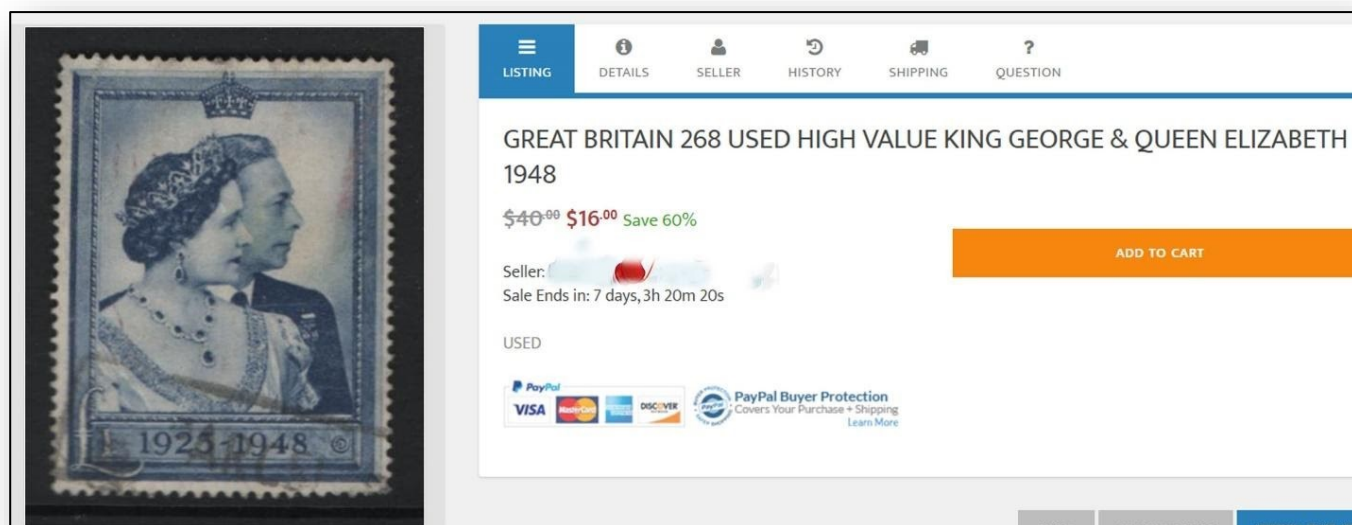 LISTING
DETAILS
SELLER
HISTORY
SHIPPING
? QUESTION
GREAT BRITAIN 268 USED HIGH VALUE KING GEORGE & QUEEN ELIZABETH
1948
$40.00 $16.00 Save 60%
ADD TO CART
Seller:
Sale Ends in: 7 days, 3h 20m 20s
USED
PayPal
VISA MasterCard DISCOVER
PayPal Buyer Protection
Covers Your Purchase + Shipping
Learn More
£1 1923-1948